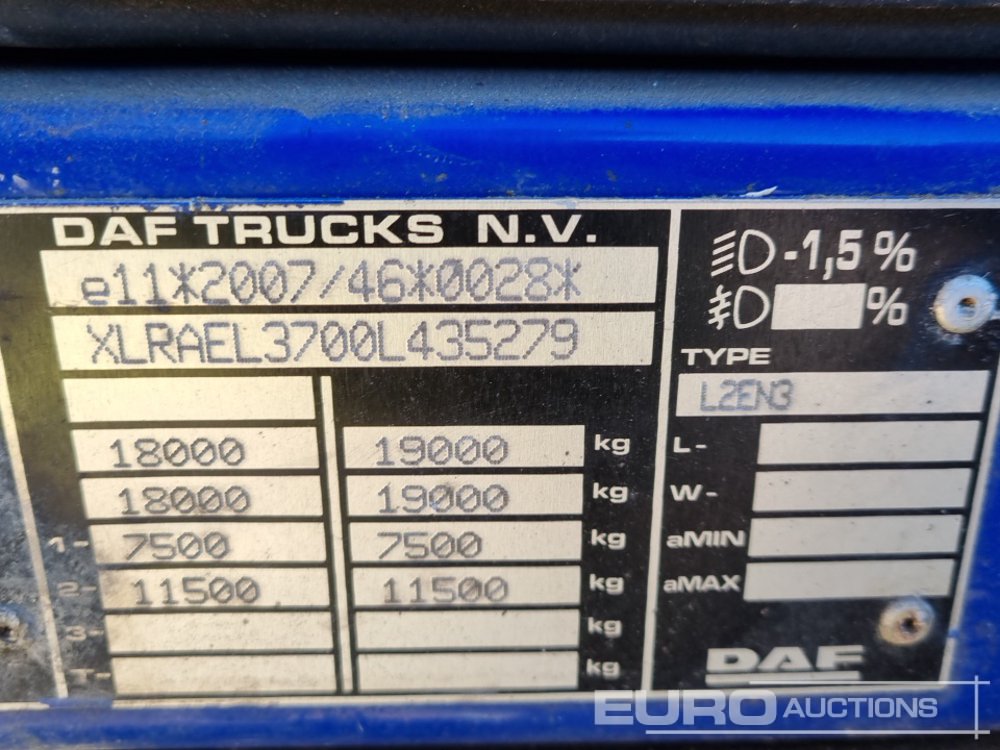 DAF TRUCKS N.V.
e11*2007/46*0028*
XLRAEL3700L435279
18000 19000 kg
18000 19000 kg
1- 7500 7500 kg
2- 11500 11500 kg
3- kg
T- kg
-1,5%
%
TYPE
L2EN3
L-
W-
aMIN
aMAX
DAF
EURO AUCTIONS